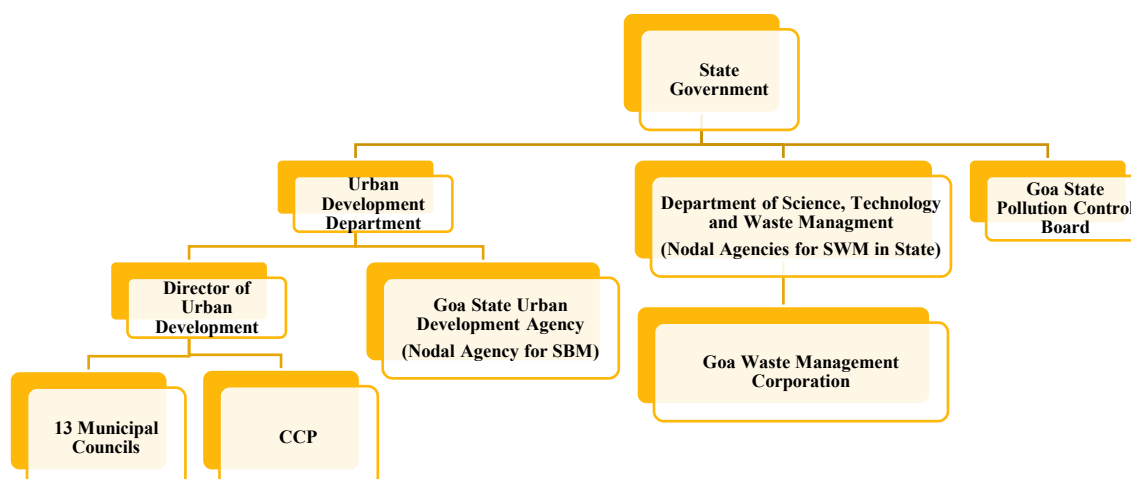 State
Government
Urban
Development
Department
Department of Science, Technology
and Waste Managment
(Nodal Agencies for SWM in State)
Goa State
Pollution Control
Board
Director of
Urban
Development
Goa State Urban
Development Agency
(Nodal Agency for SBM)
Goa Waste Management
Corporation
13 Municipal
Councils
CCP